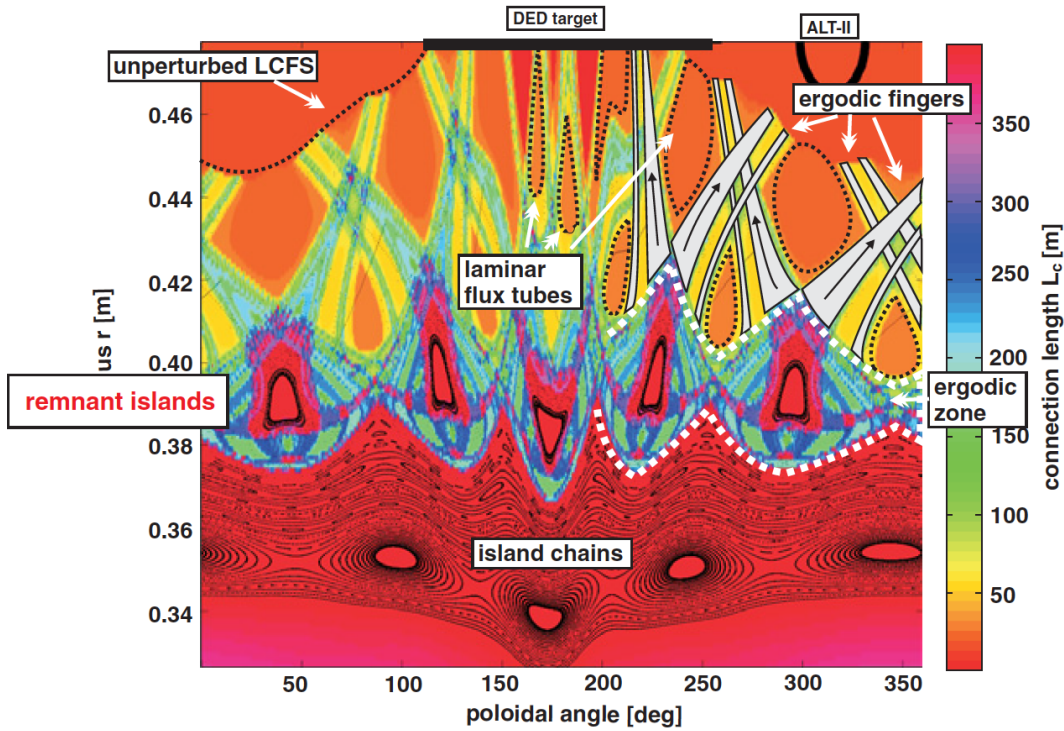 DED target
ALT-II
unperturbed LCFS
ergodic fingers
laminar
flux tubes
remnant islands
ergodic
zone
island chains
0.46
0.44
0.42
0.40
0.38
0.36
0.34
us r [m]
50
100
150
200
250
300
350
poloidal angle [deg]
350
300
250
200
150
100
50
connection length Lc [m]